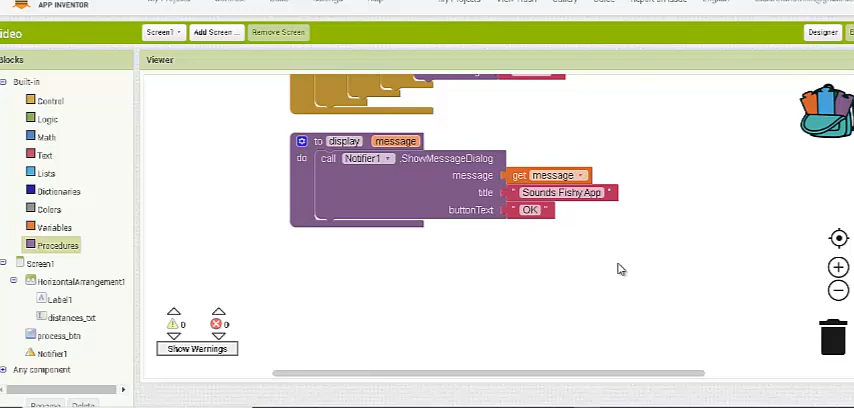 APP INVENTOR
My Projects
View Trash
Gallery
Guide
Report an Issue
English
ideo
Screen1
Add Screen ...
Remove Screen
Designer
Blocks
Viewer
Built-in
Control
Logic
Math
Text
Lists
Dictionaries
Colors
Variables
Procedures
Screen1
HorizontalArrangement1
Label1
distances_txt
process_btn
Notifier1
Any component
Rename
Delete
to display message
do call Notifier1 .ShowMessageDialog
message get message
title " Sounds Fishy App "
buttonText " OK "
0 0
Show Warnings